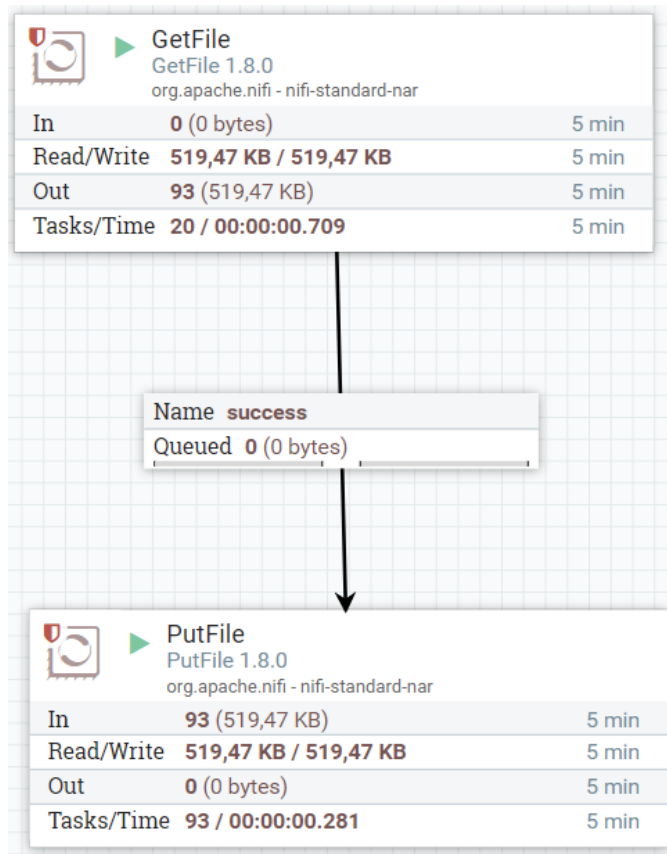 GetFile
GetFile 1.8.0
org.apache.nifi - nifi-standard-nar
In 0 (0 bytes) 5 min
Read/Write 519,47 KB / 519,47 KB 5 min
Out 93 (519,47 KB) 5 min
Tasks/Time 20 / 00:00:00.709 5 min
Name success
Queued 0 (0 bytes)
PutFile
PutFile 1.8.0
org.apache.nifi - nifi-standard-nar
In 93 (519,47 KB) 5 min
Read/Write 519,47 KB / 519,47 KB 5 min
Out 0 (0 bytes) 5 min
Tasks/Time 93 / 00:00:00.281 5 min